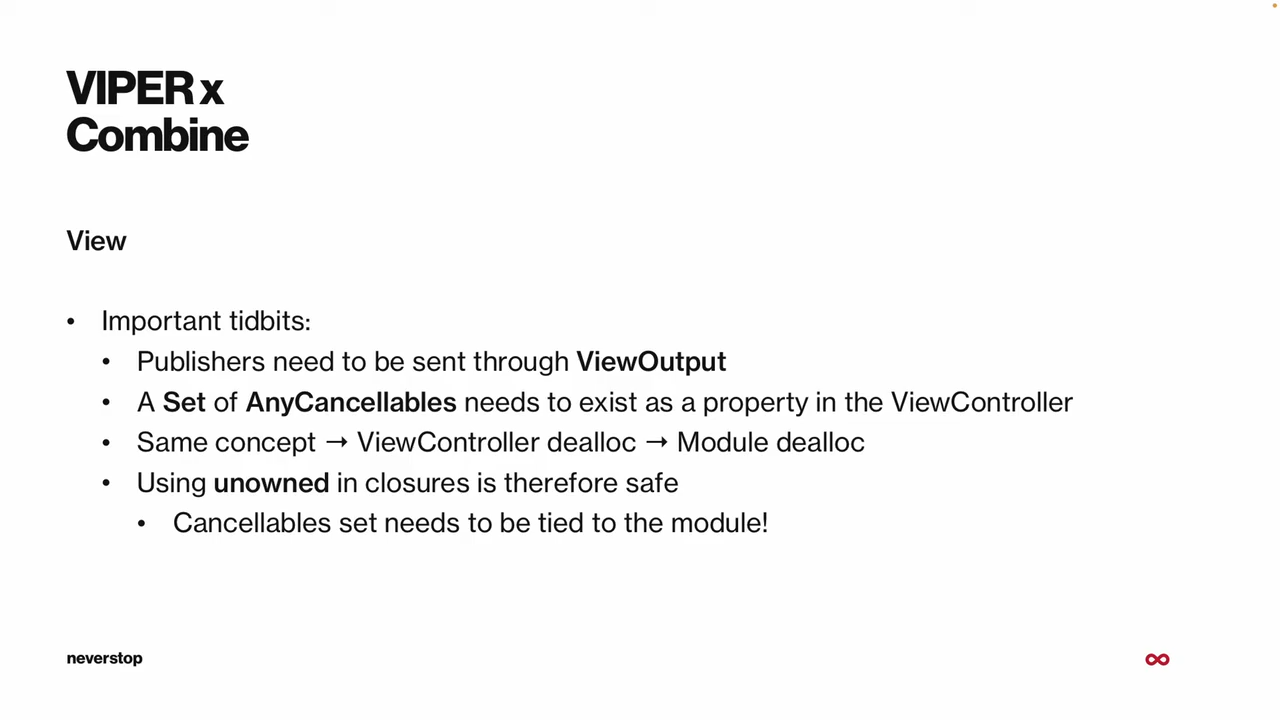 VIPER x
Combine
View
• Important tidbits:
• Publishers need to be sent through ViewOutput
• A Set of AnyCancellables needs to exist as a property in the ViewController
• Same concept → ViewController dealloc → Module dealloc
• Using unowned in closures is therefore safe
• Cancellables set needs to be tied to the module!
neverstop